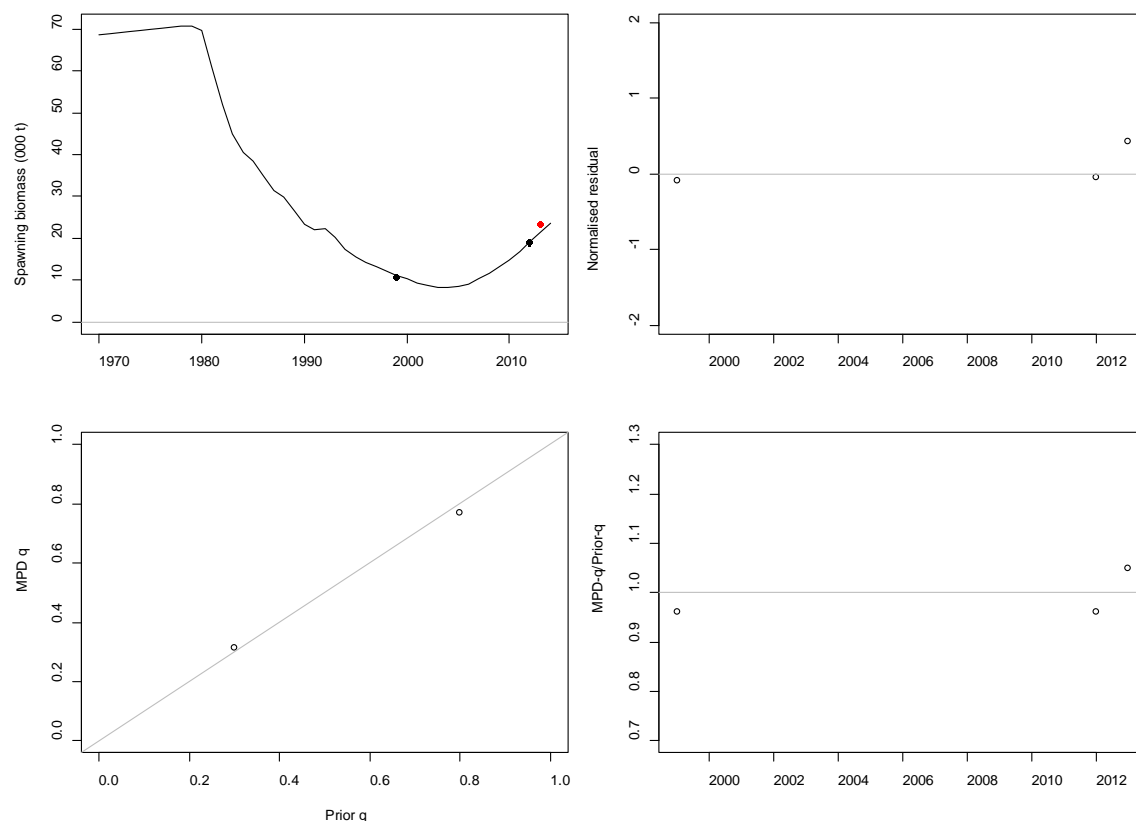 Spawning biomass (000 t)
0 10 20 30 40 50 60 70
1970 1980 1990 2000 2010
Normalised residual
-2 -1 0 1 2
2000 2002 2004 2006 2008 2010 2012
MPD q
0.0 0.2 0.4 0.6 0.8 1.0
0.0 0.2 0.4 0.6 0.8 1.0
Prior q
MPD-q/Prior-q
0.7 0.8 0.9 1.0 1.1 1.2 1.3
2000 2002 2004 2006 2008 2010 2012